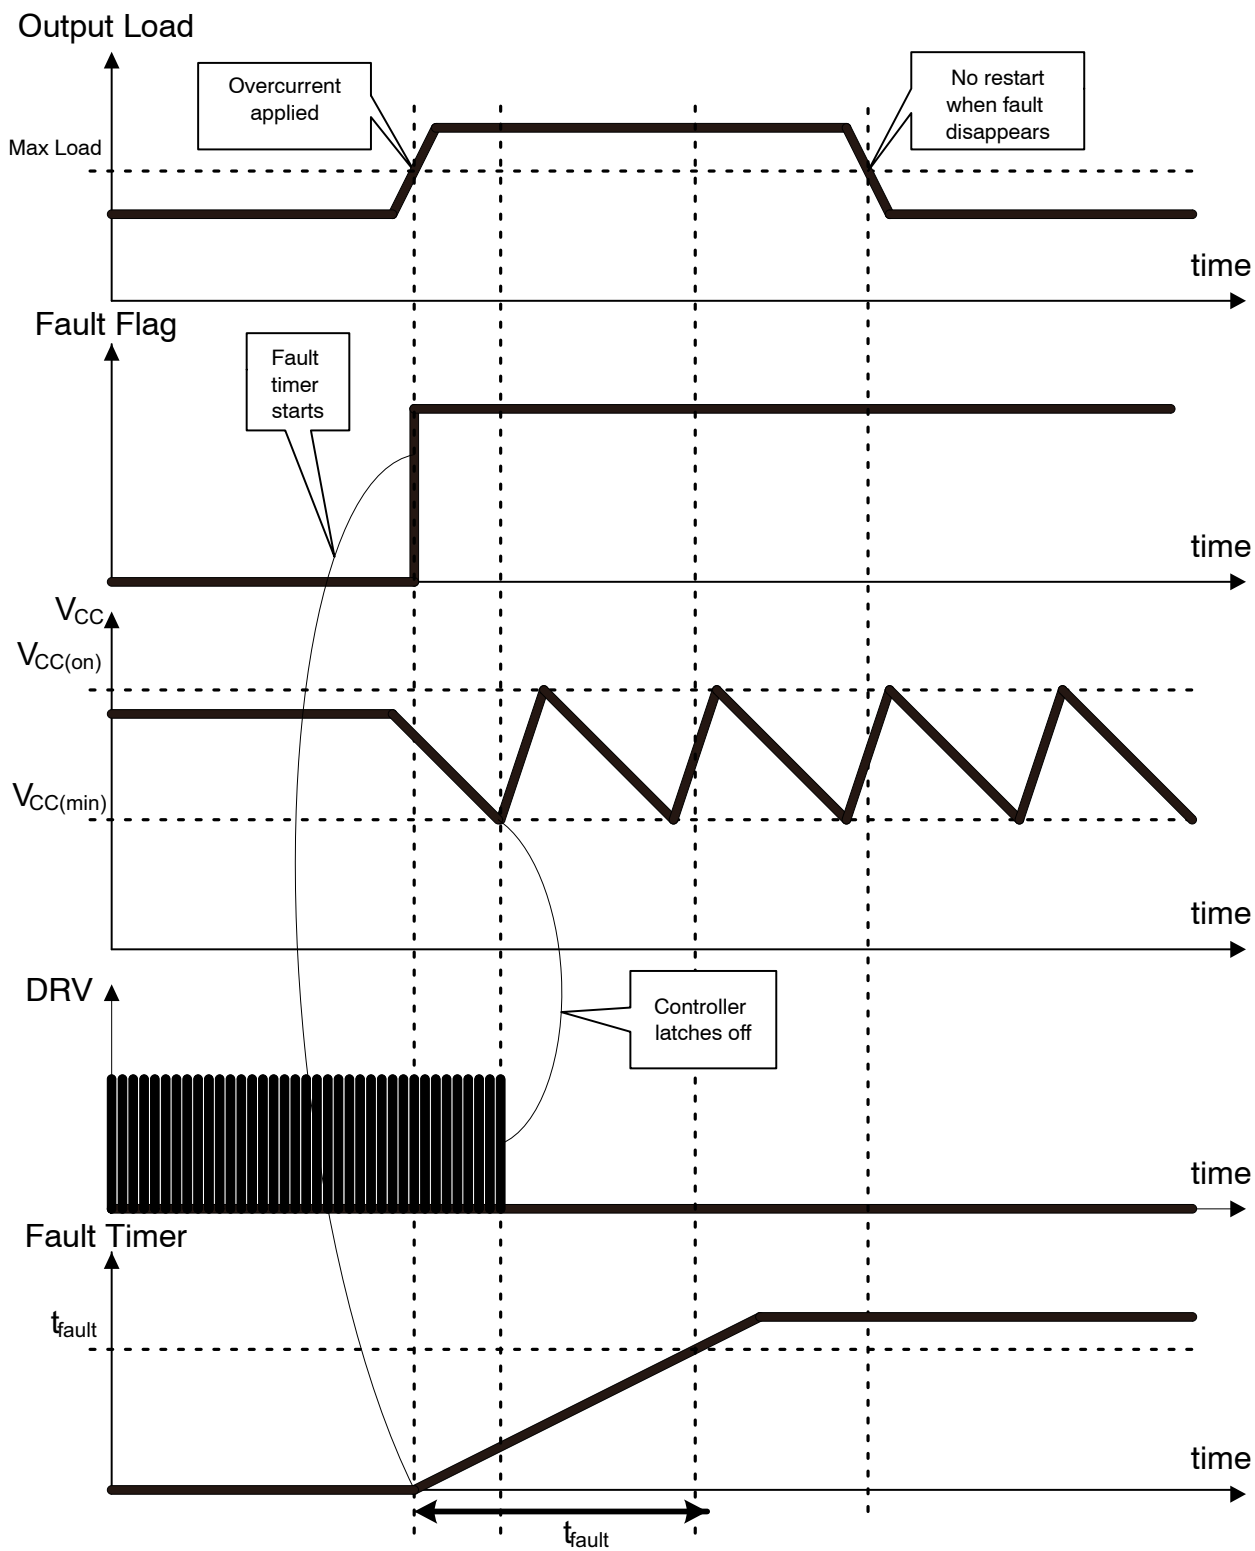 Output Load
Overcurrent
applied
No restart
when fault
disappears
Max Load
time
Fault Flag
Fault
timer
starts
time
VCC
VCC(on)
VCC(min)
time
DRV
Controller
latches off
time
Fault Timer
tfault
time
tfault